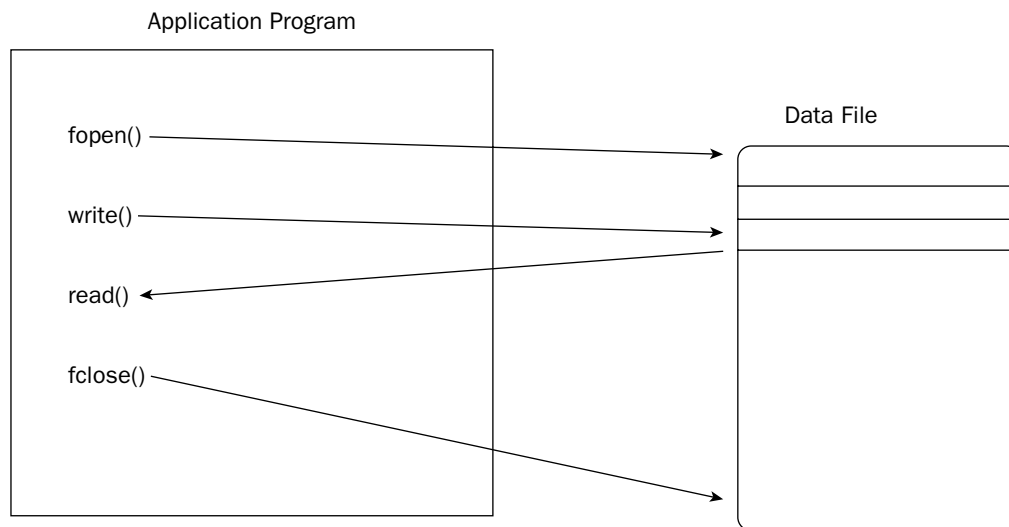 Application Program
Data File
fopen()
write()
read()
fclose()